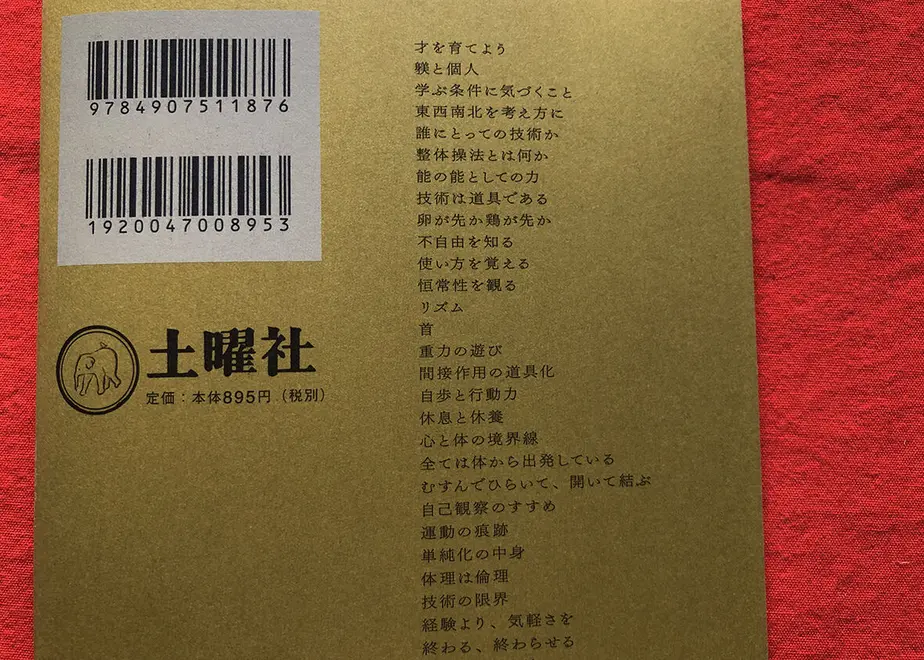 9784907511876
1920047008953
土曜社
定価：本体895円（税別）
才を育てよう
躾と個人
学ぶ条件に気づくこと
東西南北を考え方に
誰にとっての技術か
整体操法とは何か
能の能としての力
技術は道具である
卵が先か鶏が先か
不自由を知る
使い方を覚える
恒常性を観る
リズム
首
重力の遊び
間接作用の道具化
自歩と行動力
休息と休養
心と体の境界線
全ては体から出発している
むすんでひらいて、開いて結ぶ
自己観察のすすめ
運動の痕跡
単純化の中身
体理は倫理
技術の限界
経験より、気軽さを
終わる、終わらせる